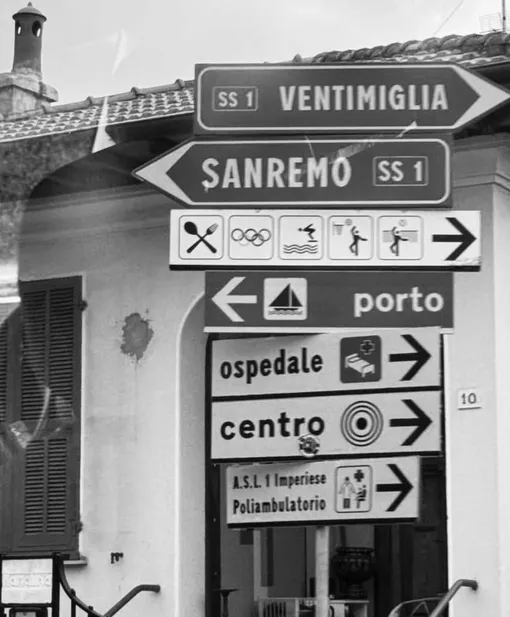 SS 1 VENTIMIGLIA
SANREMO SS 1
porto
ospedale
centro
A.S.L. 1 Imperiese
Poliambulatorio
10